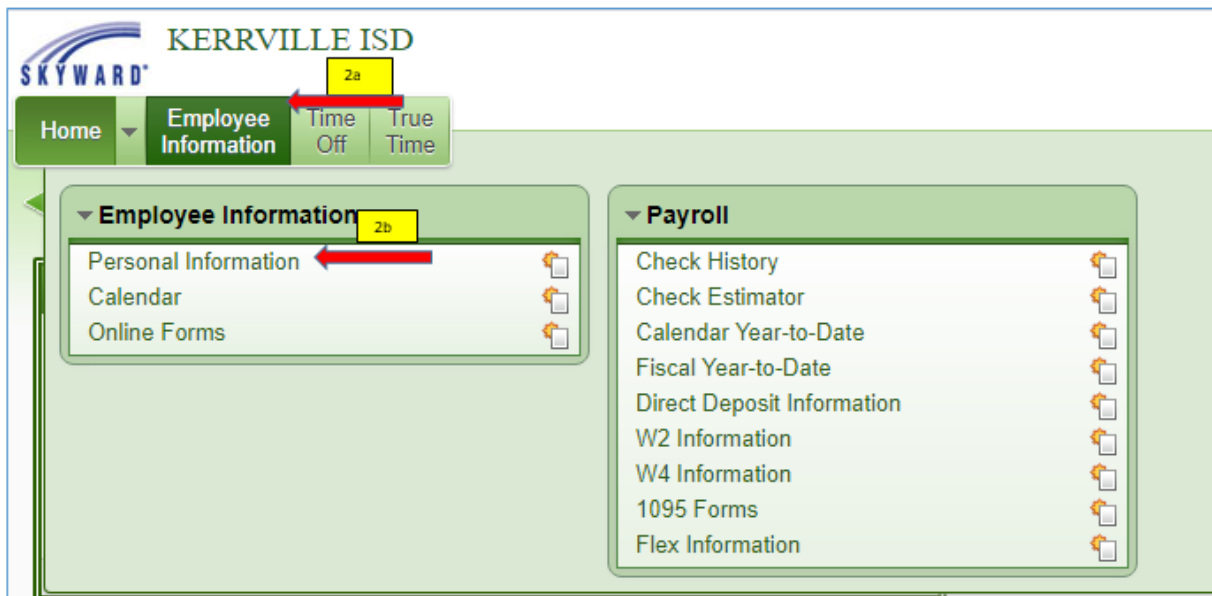 KERRVILLE ISD
SKYWARD
2a
Home
Employee Information
Time Off
True Time
Employee Information
2b
Personal Information
Calendar
Online Forms
Payroll
Check History
Check Estimator
Calendar Year-to-Date
Fiscal Year-to-Date
Direct Deposit Information
W2 Information
W4 Information
1095 Forms
Flex Information